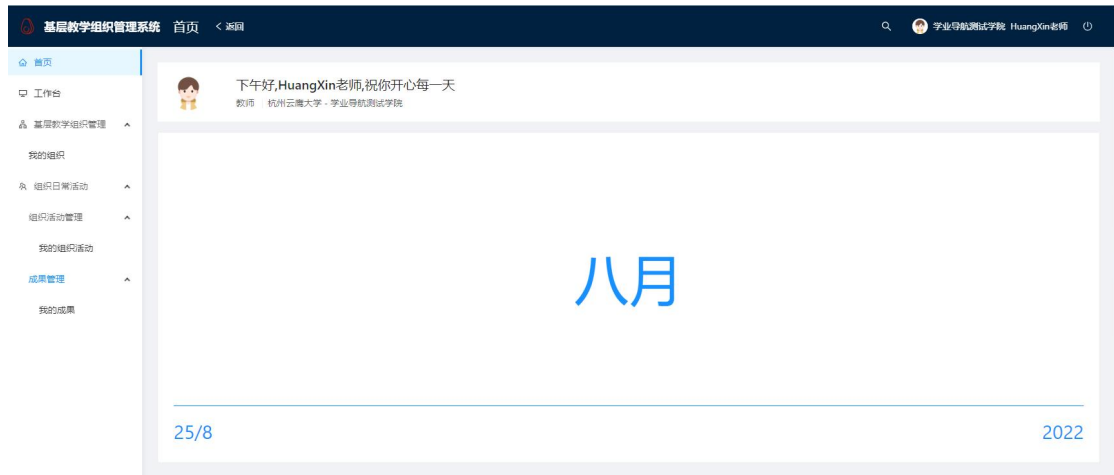 基层教学组织管理系统 首页 < 返回 学业导航测试学院 HuangXin老师
首页
工作台
基层教学组织管理
我的组织
组织日常活动
组织活动管理
我的组织活动
成果管理
我的成果
下午好,HuangXin老师,祝你开心每一天
教师 杭州云鹰大学 - 学业导航测试学院
八月
25/8 2022